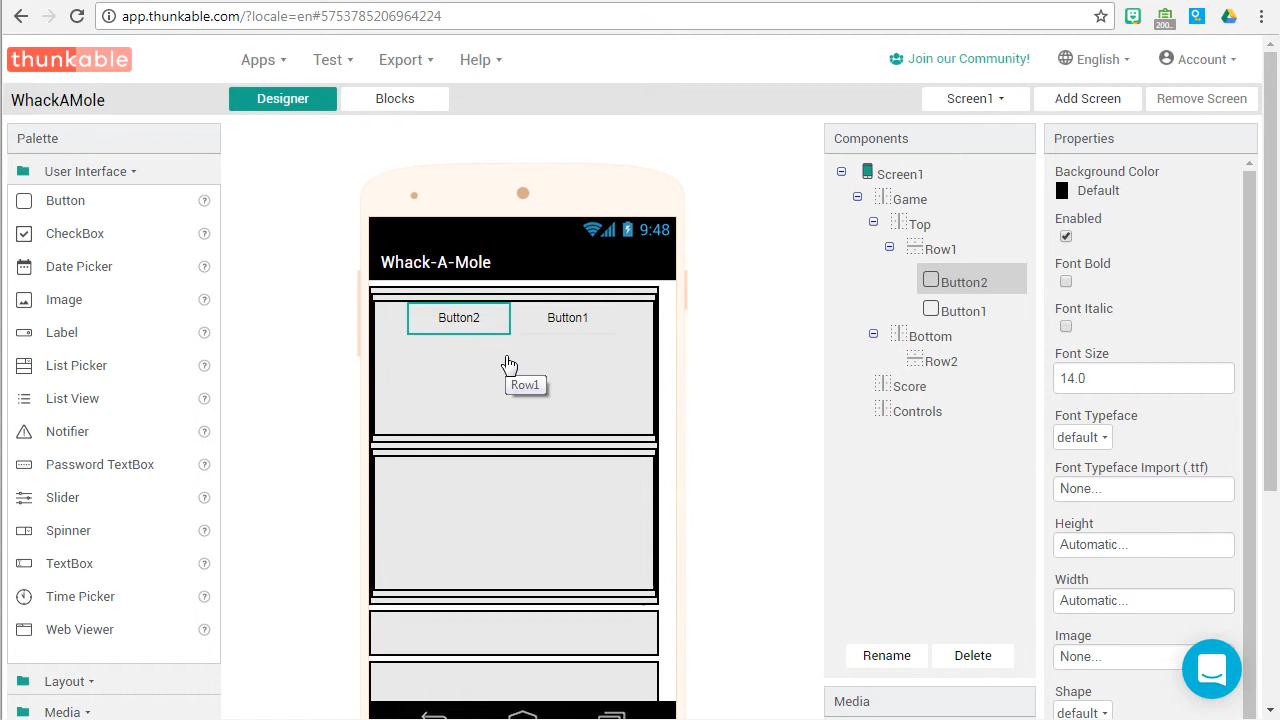 app.thunkable.com/?locale=en#5753785206964224
200..
thunkable
Apps
Test
Export
Help
Join our Community!
English
Account
WhackAMole
Designer
Blocks
Screen1
Add Screen
Remove Screen
Palette
User Interface
Button
?
CheckBox
?
Date Picker
?
Image
?
Label
?
List Picker
?
List View
?
Notifier
?
Password TextBox
?
Slider
?
Spinner
?
TextBox
?
Time Picker
?
Web Viewer
?
Layout
Media
9:48
Whack-A-Mole
Button2
Button1
Row1
Components
Screen1
Game
Top
Row1
Button2
Button1
Bottom
Row2
Score
Controls
Rename
Delete
Media
Properties
Background Color
Default
Enabled
Font Bold
Font Italic
Font Size
14.0
Font Typeface
default
Font Typeface Import (.ttf)
None...
Height
Automatic...
Width
Automatic...
Image
None...
Shape
default